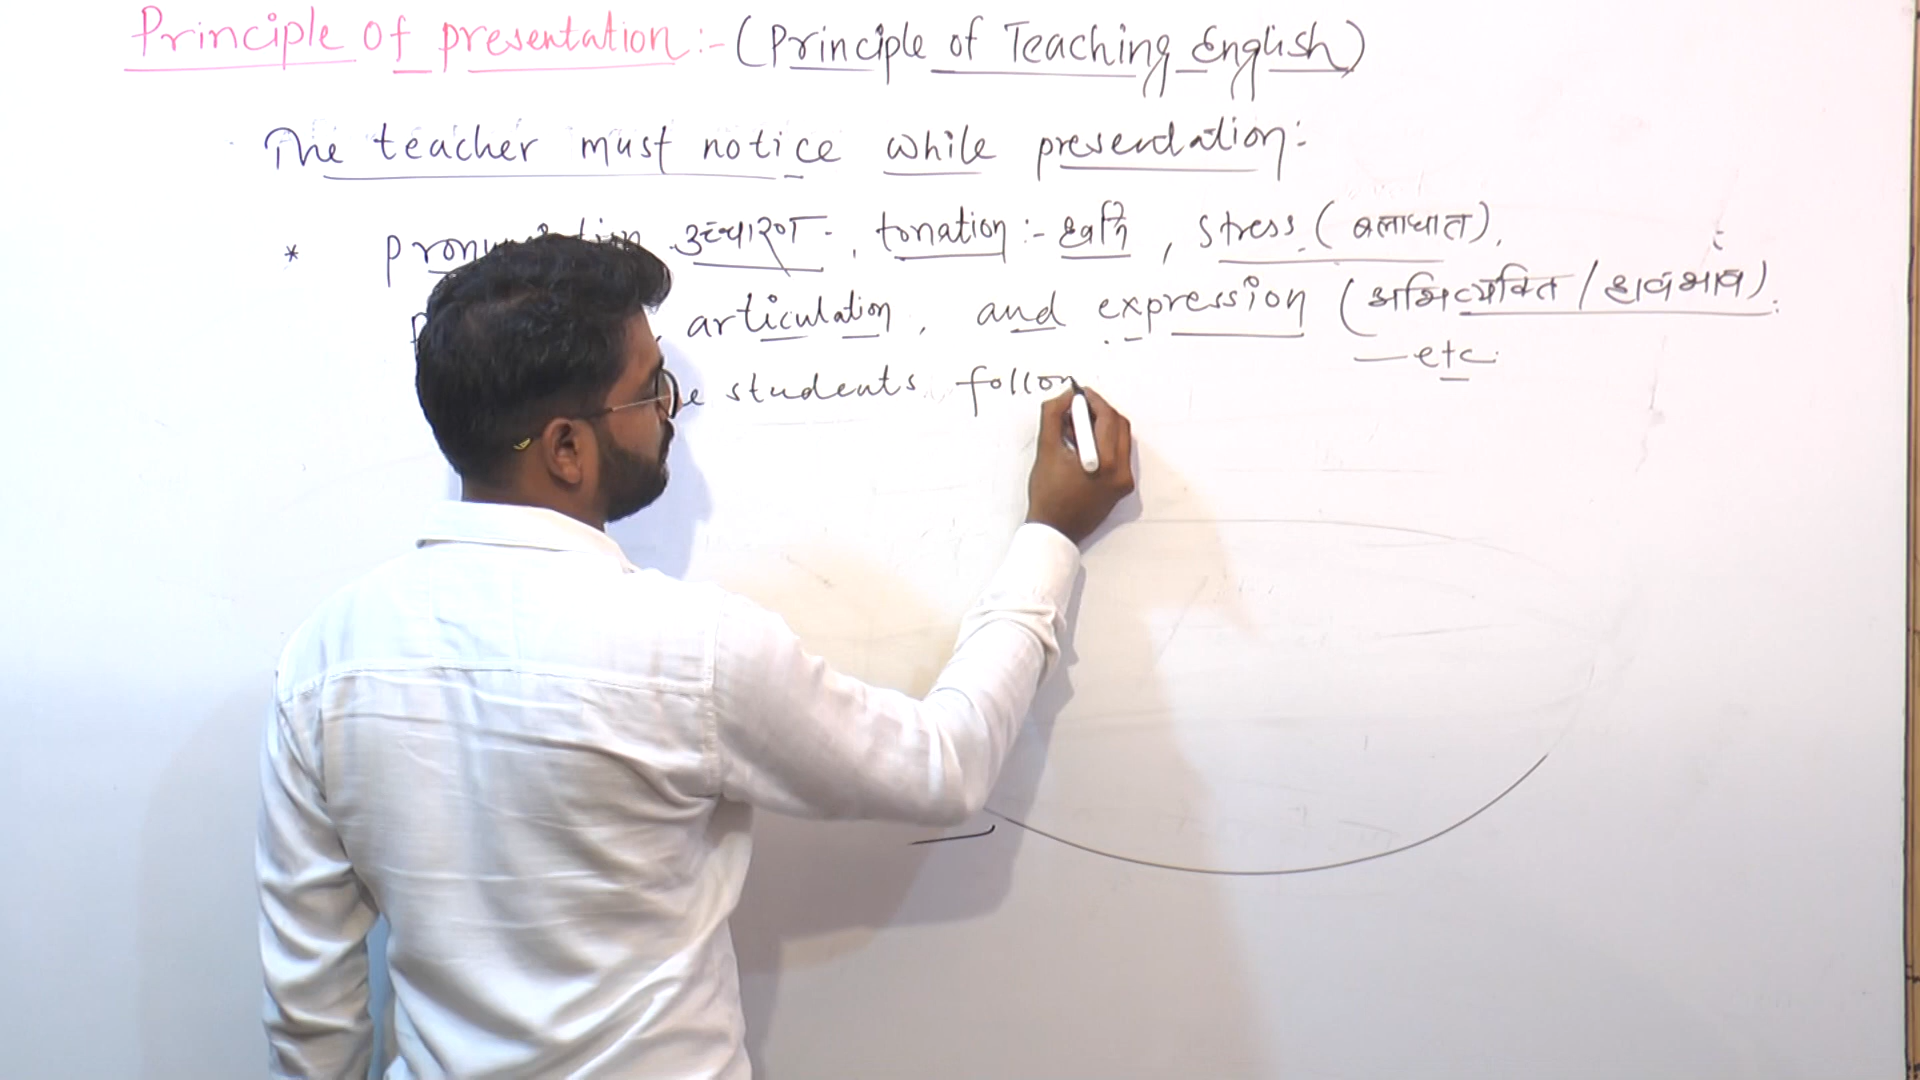 Principle of presentation:- (Principle of Teaching English)
The teacher must notice while presendation:-
* उच्चारण , tonation:- ध्वनि , stress (बलाघात),
articulation, and expression (अभिव्यक्ति / हावभाव).
—etc.
students follow